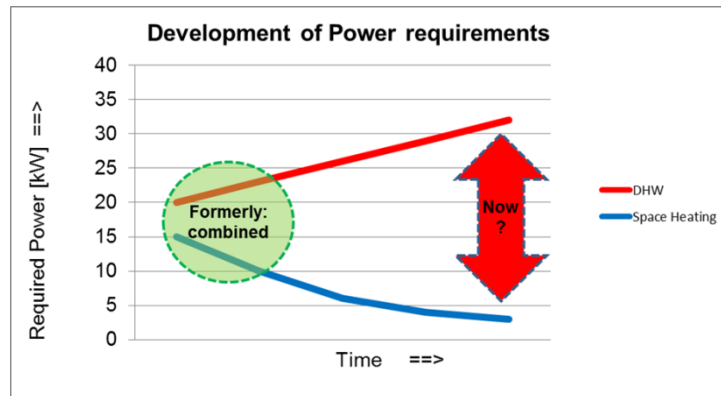 Development of Power requirements
Required Power [kW] ==>
40
35
30
25
20
15
10
5
0
Formerly:
combined
Now
?
DHW
Space Heating
Time ==>